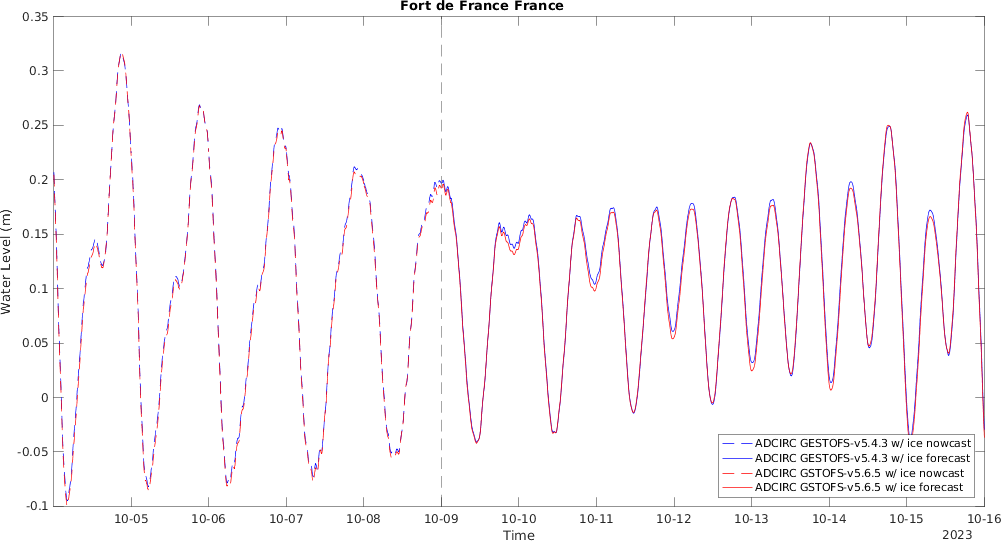 Fort de France France
0.35
0.3
0.25
0.2
0.15
0.1
0.05
0
-0.05
-0.1
Water Level (m)
10-05 10-06 10-07 10-08 10-09 10-10 10-11 10-12 10-13 10-14 10-15 10-16
Time
2023
ADCIRC GESTOFS-v5.4.3 w/ ice nowcast
ADCIRC GESTOFS-v5.4.3 w/ ice forecast
ADCIRC GSTOFS-v5.6.5 w/ ice nowcast
ADCIRC GSTOFS-v5.6.5 w/ ice forecast